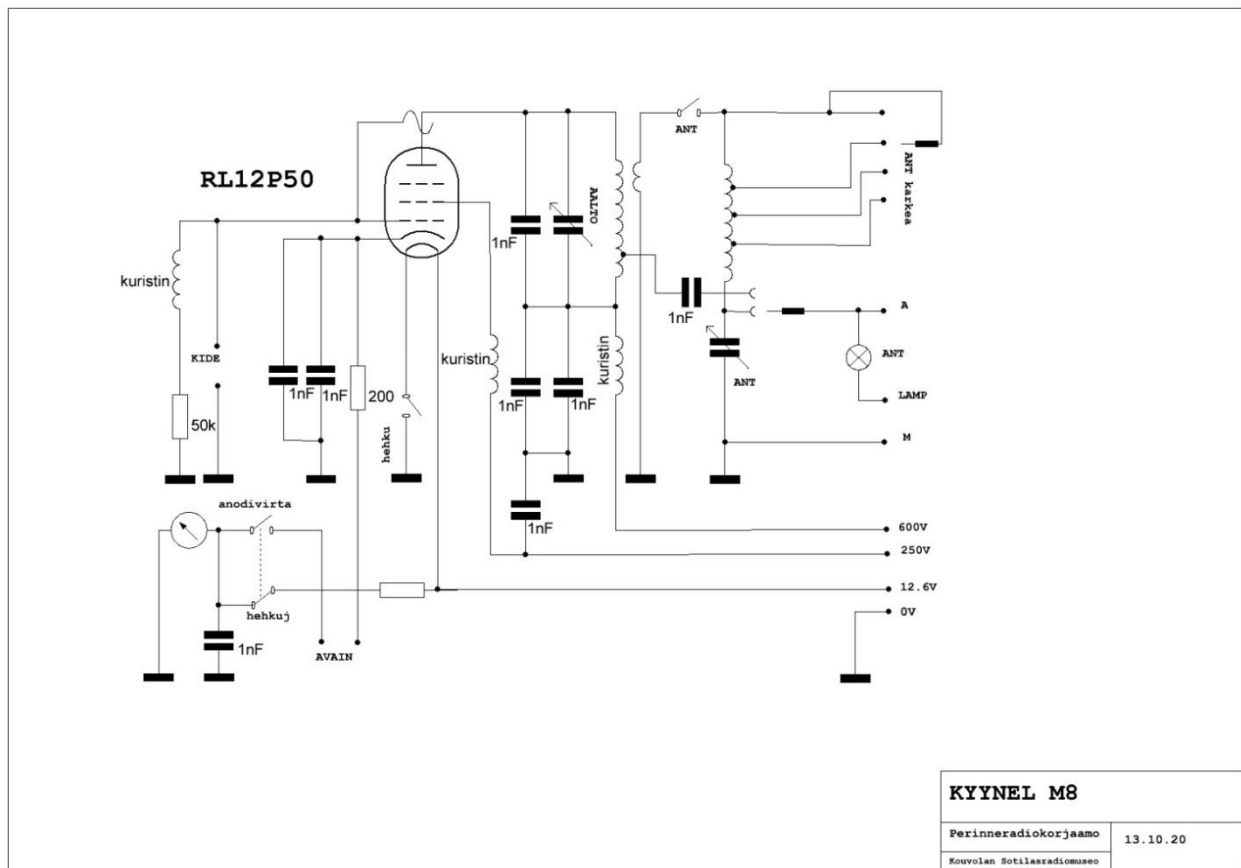 ANT
RL12P50
AALTO
ANT karkea
1nF
kuristin
1nF
A
KIDE
kuristin
kuristin
ANT
ANT
1nF
1nF
200
1nF
1nF
LAMP
50k
hehku
M
anodivirta
1nF
600V
250V
12.6V
hehkuj
0V
1nF
AVAIN
KYYNEL M8
Perinneradiokorjaamo
13.10.20
Kouvolan Sotilasradiomuseo